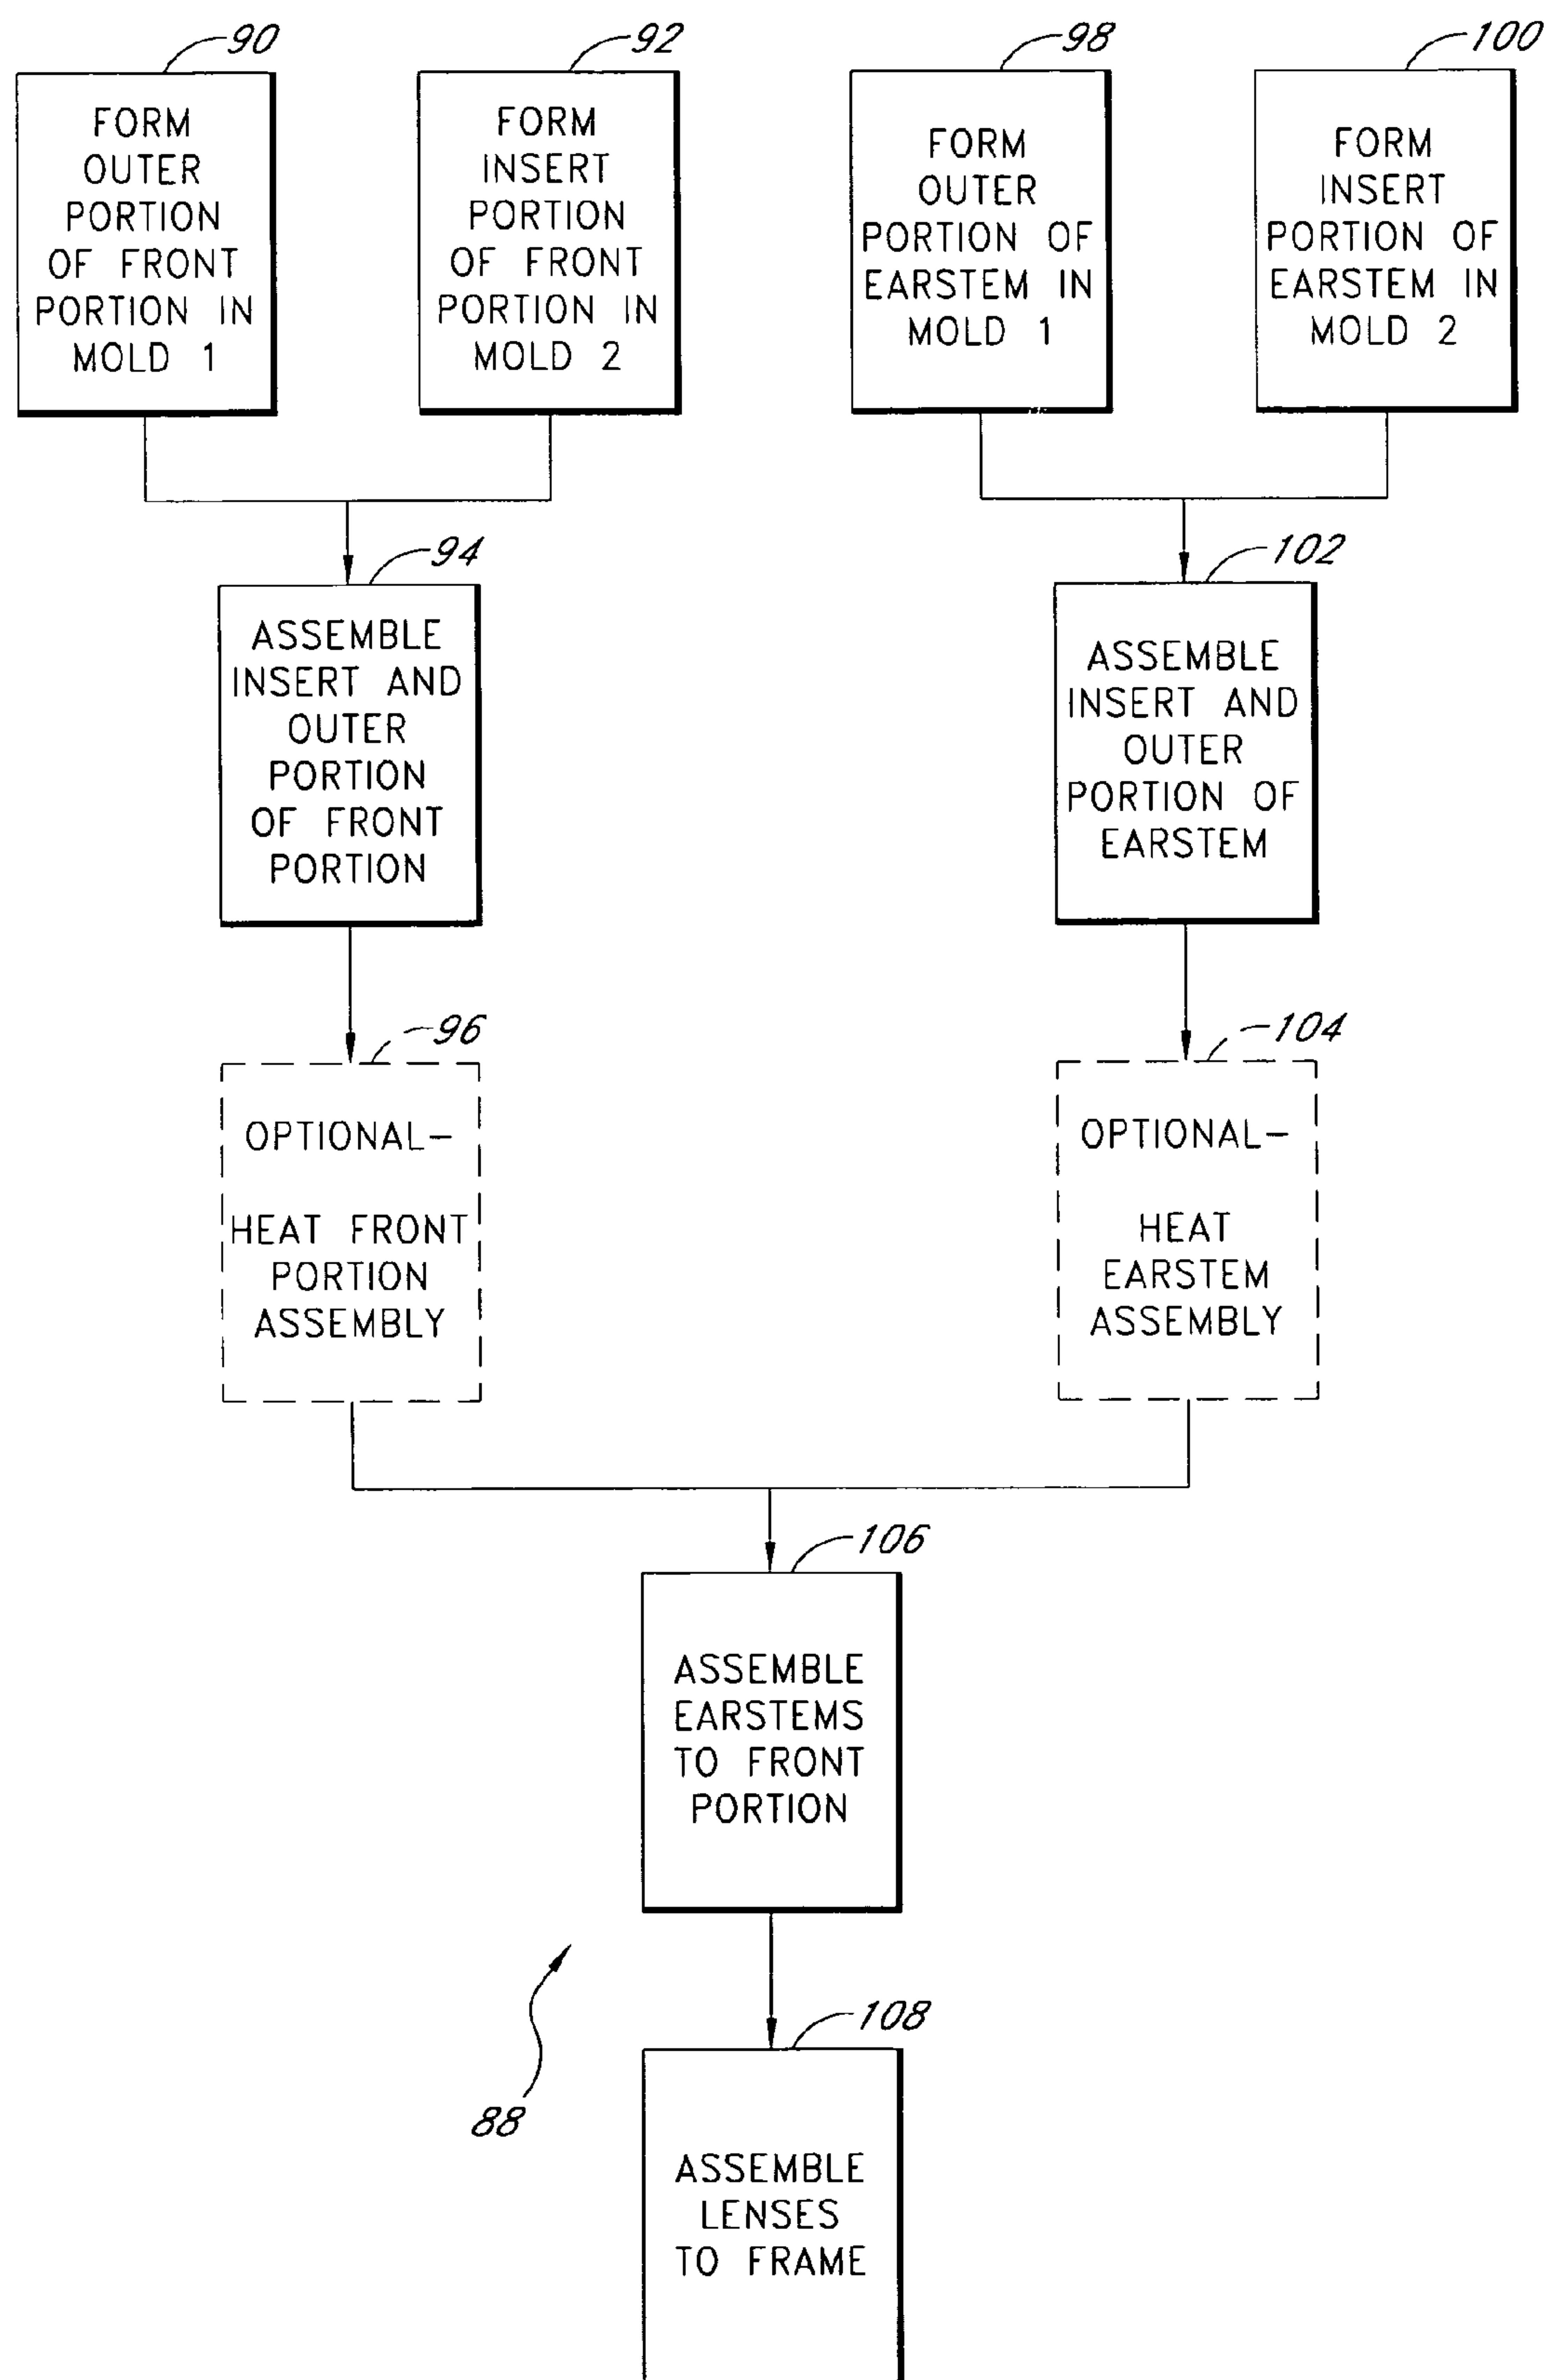 90
FORM
OUTER
PORTION
OF FRONT
PORTION IN
MOLD 1
92
FORM
INSERT
PORTION
OF FRONT
PORTION IN
MOLD 2
98
FORM
OUTER
PORTION OF
EARSTEM IN
MOLD 1
100
FORM
INSERT
PORTION OF
EARSTEM IN
MOLD 2
94
ASSEMBLE
INSERT AND
OUTER
PORTION
OF FRONT
PORTION
102
ASSEMBLE
INSERT AND
OUTER
PORTION OF
EARSTEM
96
OPTIONAL-
HEAT FRONT
PORTION
ASSEMBLY
104
OPTIONAL-
HEAT
EARSTEM
ASSEMBLY
106
ASSEMBLE
EARSTEMS
TO FRONT
PORTION
88
108
ASSEMBLE
LENSES
TO FRAME